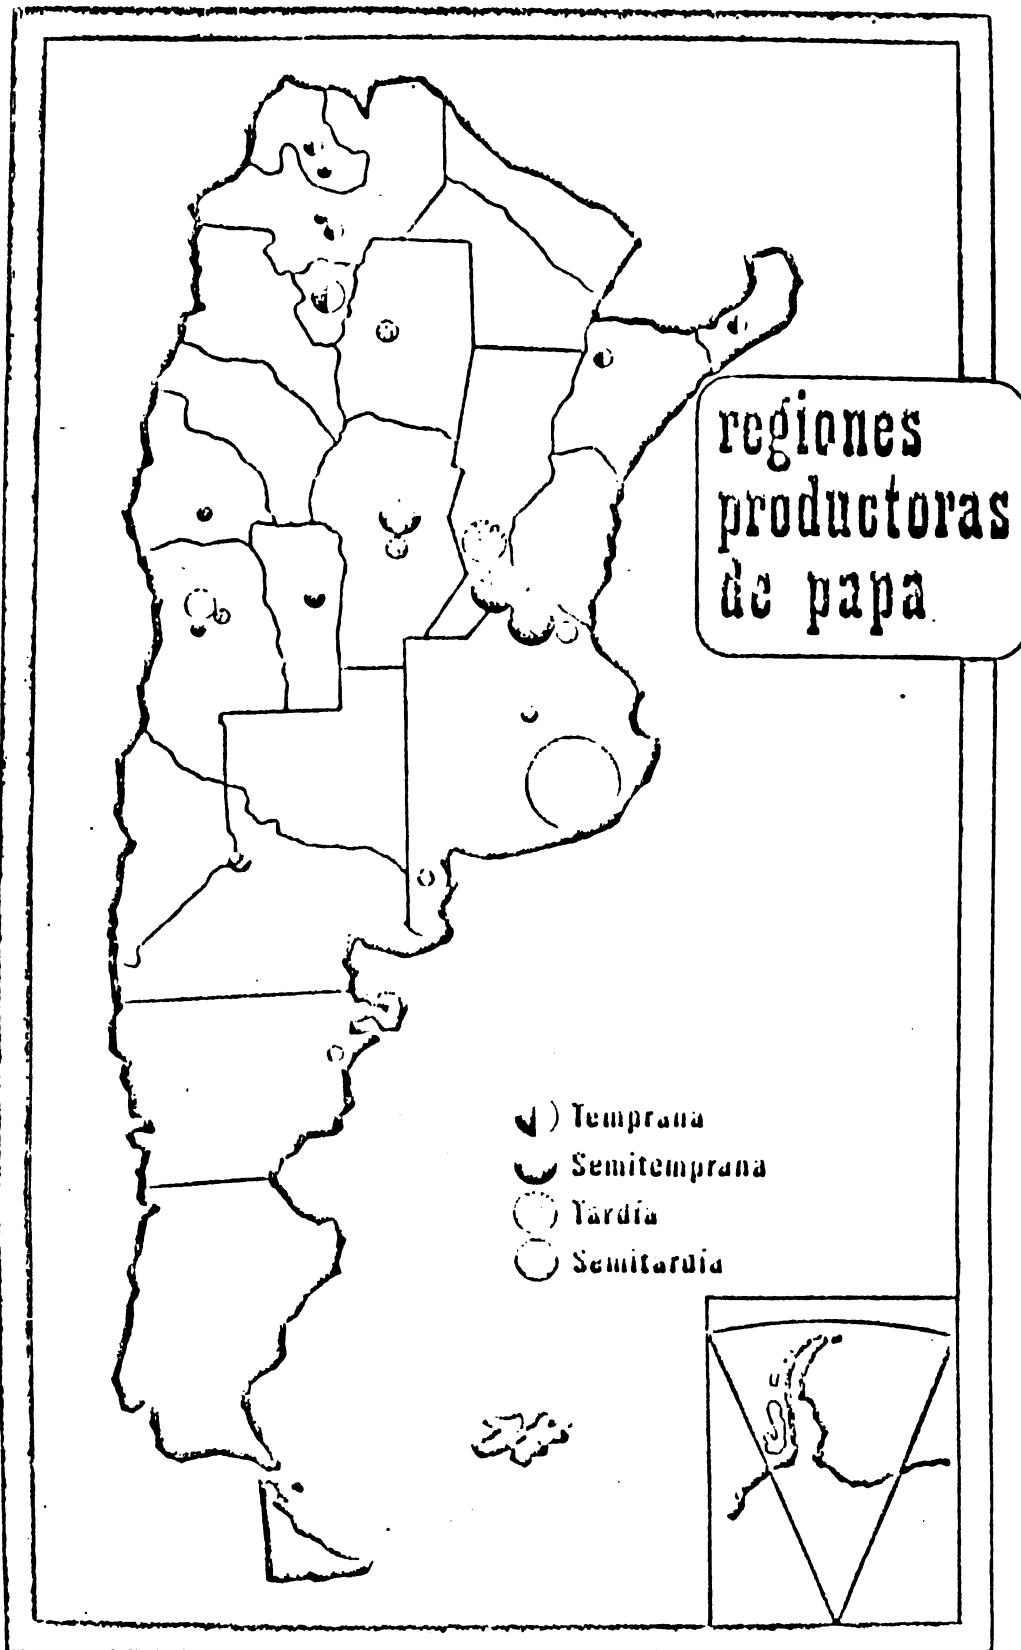 regiones
productoras
de papa
Temprana
Semitemprana
Tardía
Semitardía